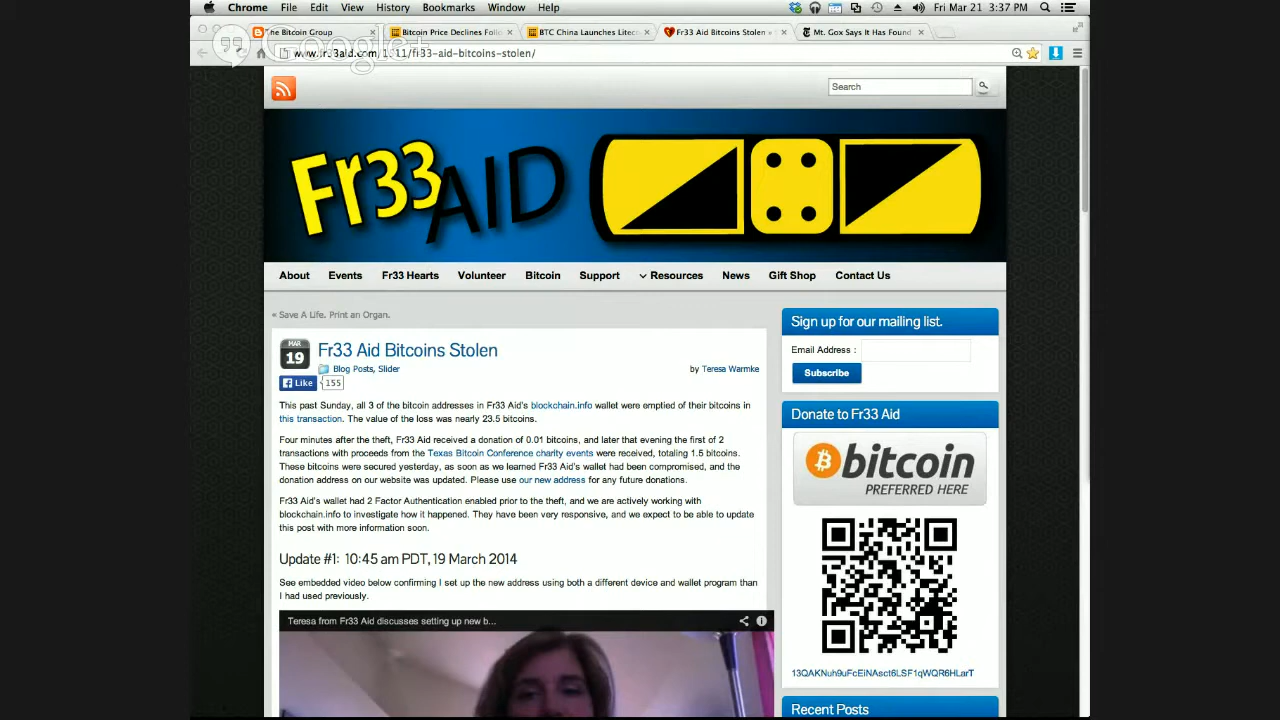 Chrome File Edit View History Bookmarks Window Help Fri Mar 21 3:37 PM
The Bitcoin Group
Bitcoin Price Declines Follo
BTC China Launches Liteco
Fr33 Aid Bitcoins Stolen »
Mt. Gox Says It Has Found
Google+
/fr33-aid-bitcoins-stolen/
Search
Fr33 AID
About Events Fr33 Hearts Volunteer Bitcoin Support Resources News Gift Shop Contact Us
« Save A Life. Print an Organ.
MAR
19
Fr33 Aid Bitcoins Stolen
Blog Posts, Slider
by Teresa Warmke
Like 155
This past Sunday, all 3 of the bitcoin addresses in Fr33 Aid's blockchain.info wallet were emptied of their bitcoins in
this transaction. The value of the loss was nearly 23.5 bitcoins.
Four minutes after the theft, Fr33 Aid received a donation of 0.01 bitcoins, and later that evening the first of 2
transactions with proceeds from the Texas Bitcoin Conference charity events were received, totaling 1.5 bitcoins.
These bitcoins were secured yesterday, as soon as we learned Fr33 Aid's wallet had been compromised, and the
donation address on our website was updated. Please use our new address for any future donations.
Fr33 Aid's wallet had 2 Factor Authentication enabled prior to the theft, and we are actively working with
blockchain.info to investigate how it happened. They have been very responsive, and we expect to be able to update
this post with more information soon.
Update #1: 10:45 am PDT, 19 March 2014
See embedded video below confirming I set up the new address using both a different device and wallet program than
I had used previously.
Teresa from Fr33 Aid discusses setting up new b...
Sign up for our mailing list.
Email Address :
Subscribe
Donate to Fr33 Aid
bitcoin
PREFERRED HERE
13QAKNuh9uFcEiNAsct6LSF1qWQR6HLarT
Recent Posts